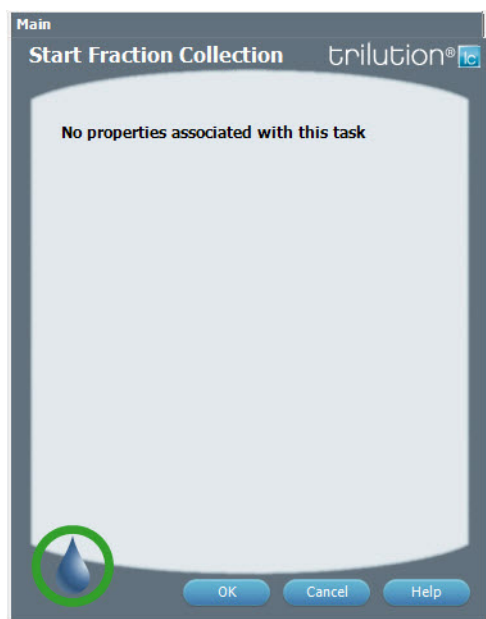 Main
Start Fraction Collection trilution® lc
No properties associated with this task
OK Cancel Help